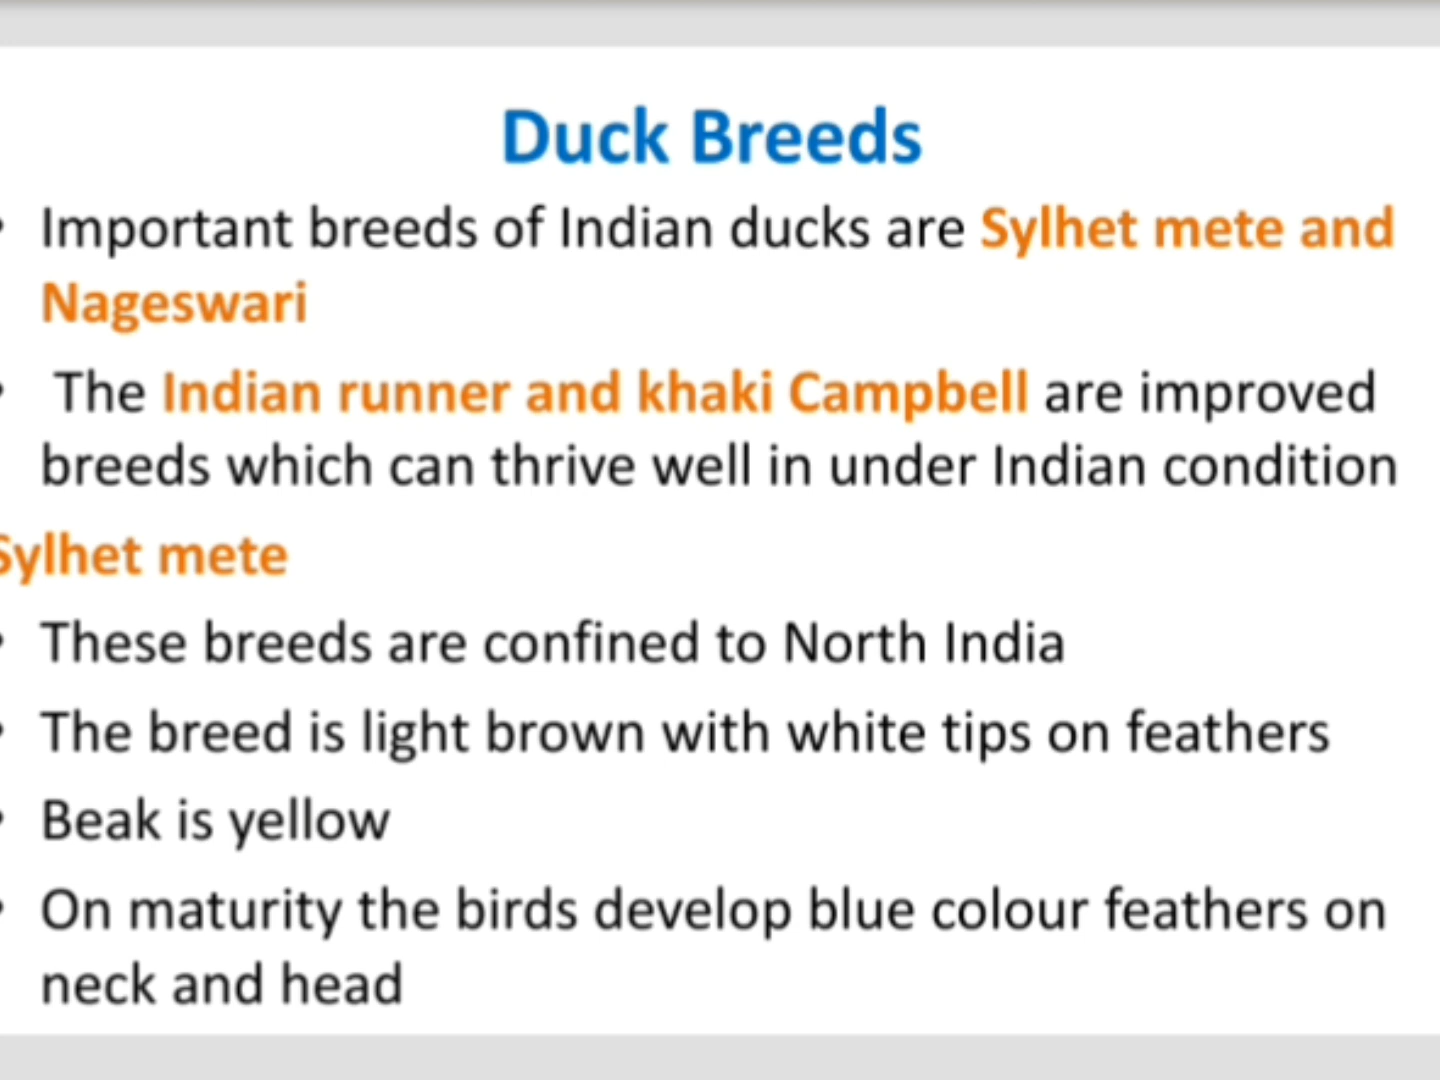 Duck Breeds
• Important breeds of Indian ducks are Sylhet mete and
Nageswari
• The Indian runner and khaki Campbell are improved
breeds which can thrive well in under Indian condition
Sylhet mete
• These breeds are confined to North India
• The breed is light brown with white tips on feathers
• Beak is yellow
• On maturity the birds develop blue colour feathers on
neck and head